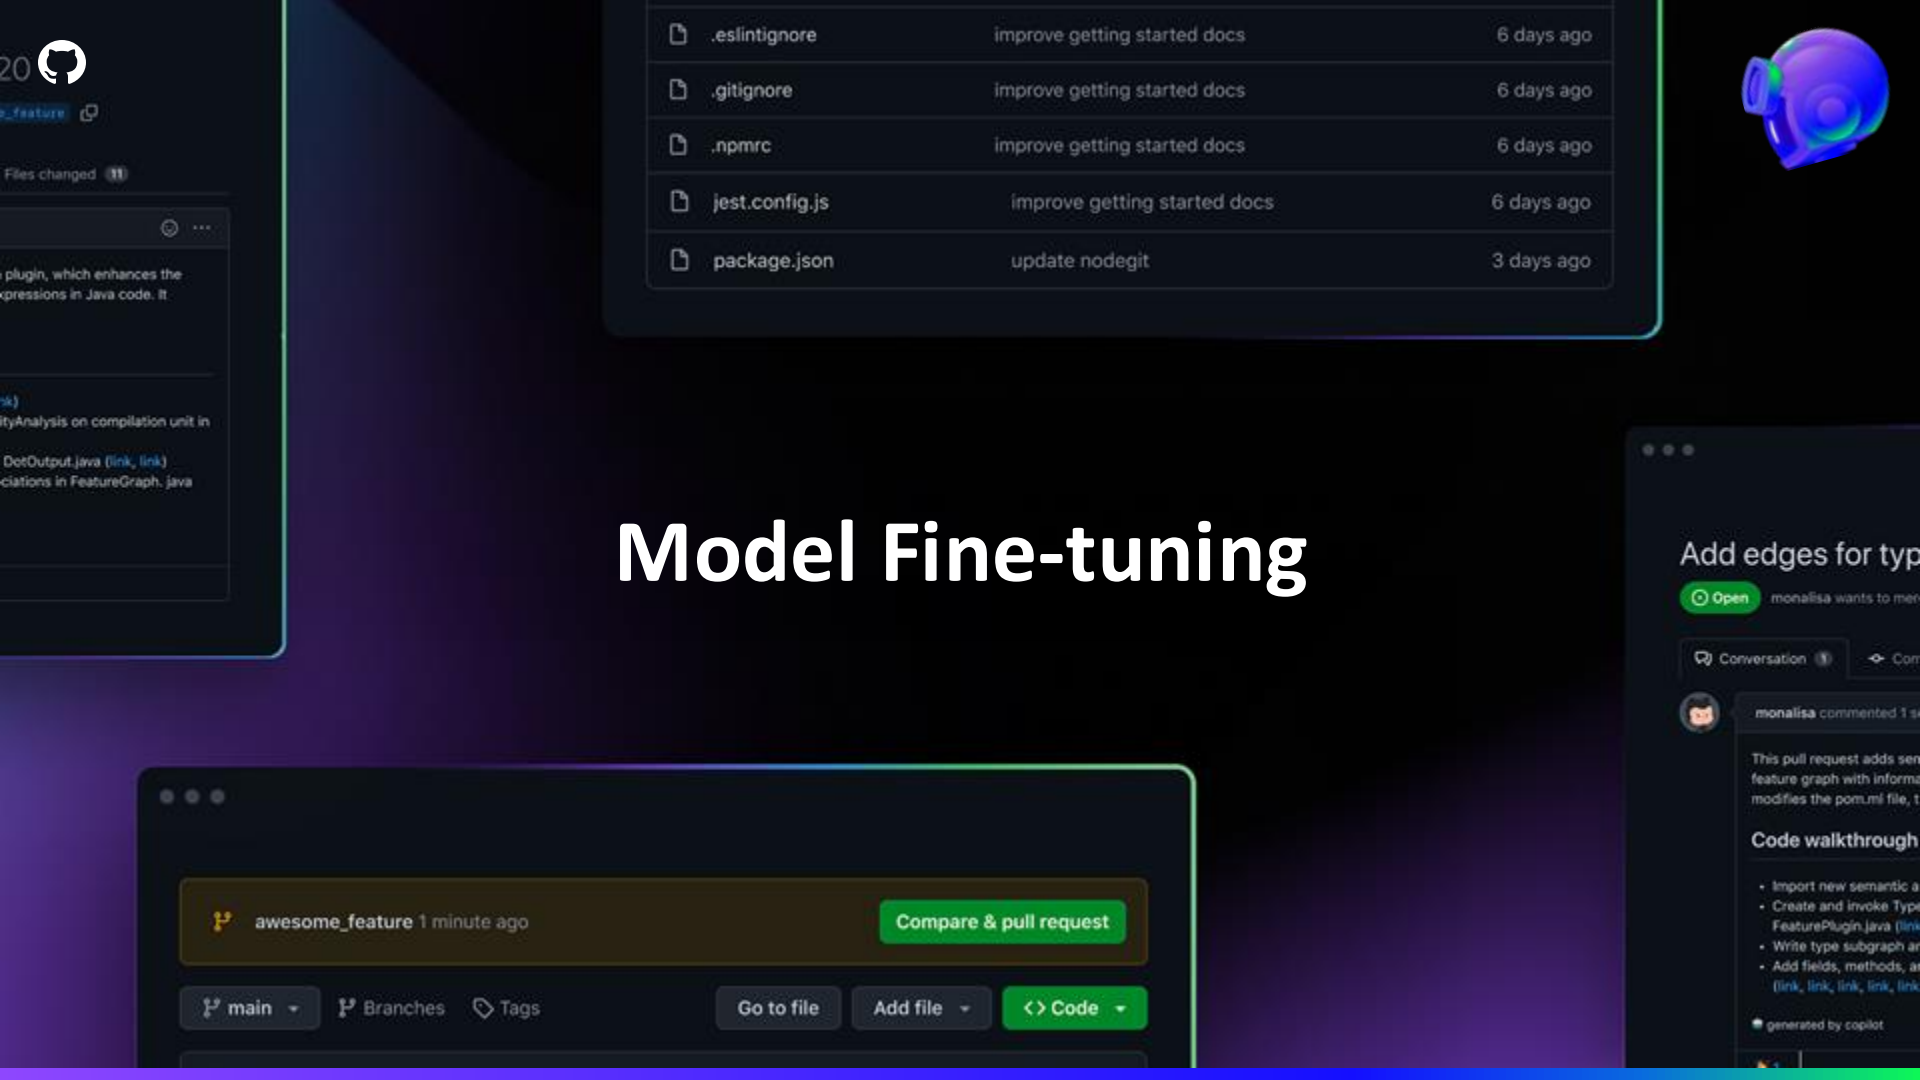 20
_feature
Files changed 11
plugin, which enhances the
xpressions in Java code. It
nk)
ityAnalysis on compilation unit in
DotOutput.java (link, link)
ciations in FeatureGraph. java
.eslintignore improve getting started docs 6 days ago
.gitignore improve getting started docs 6 days ago
.npmrc improve getting started docs 6 days ago
jest.config.js improve getting started docs 6 days ago
package.json update nodegit 3 days ago
Model Fine-tuning
Add edges for typ
Open monalisa wants to mer
Conversation 1 Com
monalisa commented 1 s
This pull request adds sem
feature graph with informa
modifies the pom.ml file, t
Code walkthrough
• Import new semantic a
• Create and invoke Type
FeaturePlugin.java (link
• Write type subgraph an
• Add fields, methods, a
(link, link, link, link, link
generated by copilot
awesome_feature 1 minute ago Compare & pull request
main Branches Tags Go to file Add file <> Code